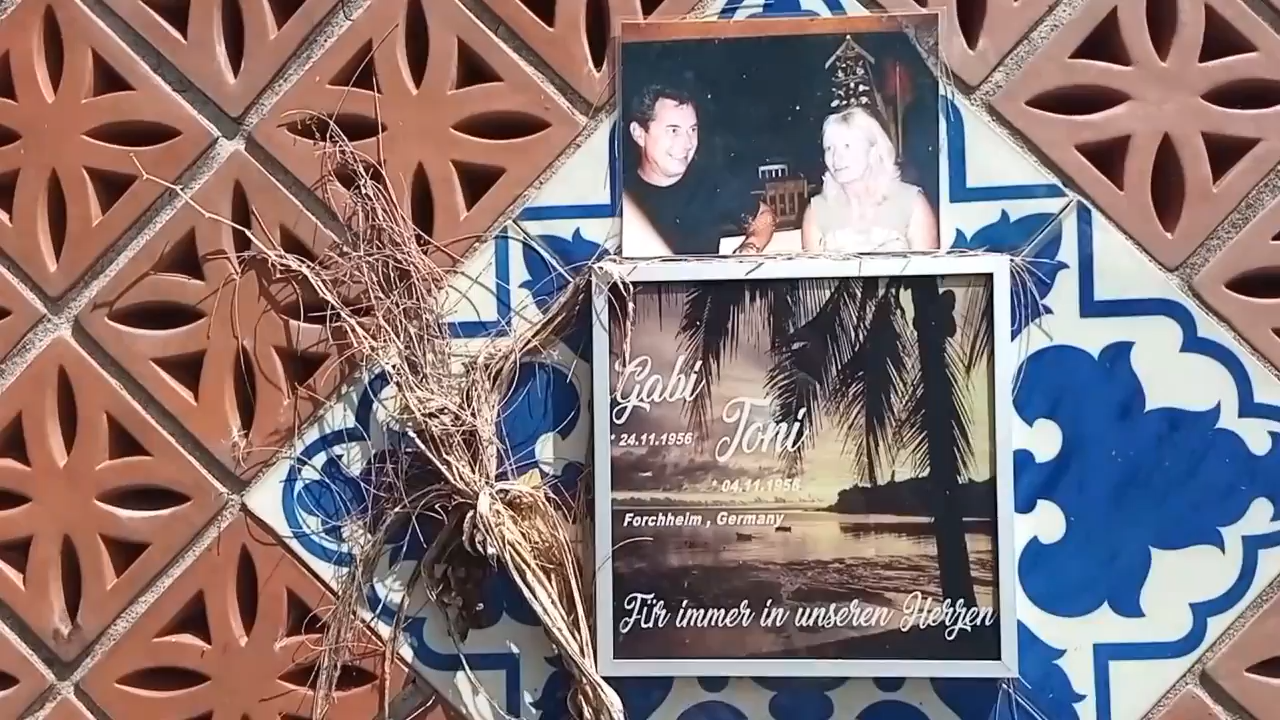 Gabi
* 24.11.1956
Toni
* 04.11.1956
Forchheim , Germany
Für immer in unseren Herzen